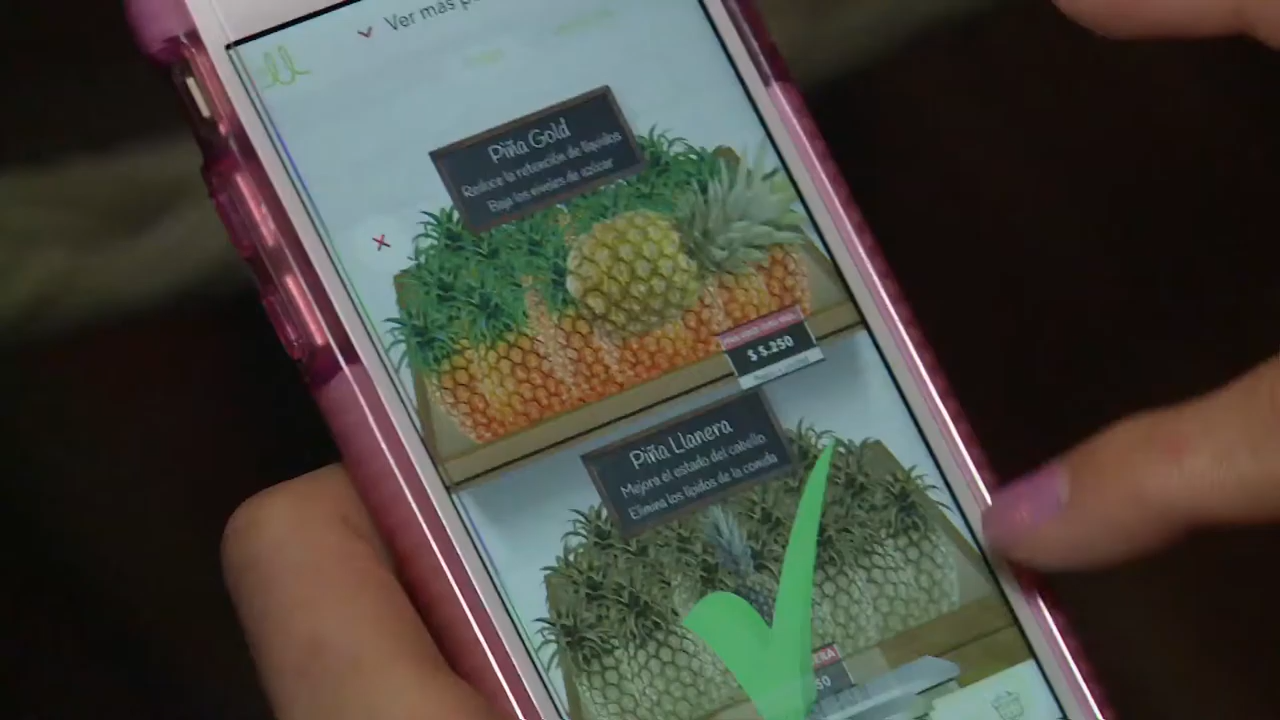 Ver más
Piña Gold
Reduce la retención de líquidos
Baja los niveles de azúcar
$ 5.250
Piña Llanera
Mejora el estado del cabello
Elimina los lípidos de la comida